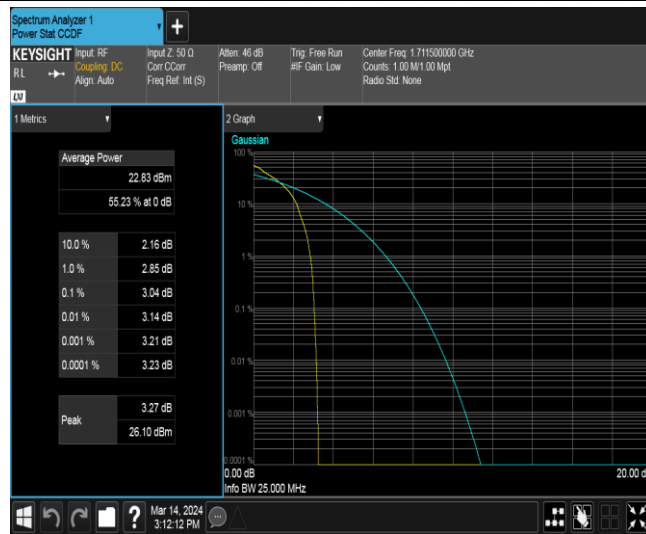 Spectrum Analyzer 1
Power Stat CCDF
+
KEYSIGHT
RL
LXI
Input: RF
Coupling: DC
Align: Auto
Input Z: 50 Ω
Corr CCorr
Freq Ref: Int (S)
Atten: 46 dB
Preamp: Off
Trig: Free Run
#IF Gain: Low
Center Freq: 1.711500000 GHz
Counts: 1.00 M/1.00 Mpt
Radio Std: None
1 Metrics
Average Power
22.83 dBm
55.23 % at 0 dB
10.0 % 2.16 dB
1.0 % 2.85 dB
0.1 % 3.04 dB
0.01 % 3.14 dB
0.001 % 3.21 dB
0.0001 % 3.23 dB
Peak
3.27 dB
26.10 dBm
2 Graph
Gaussian
100 %
10 %
1 %
0.1 %
0.01 %
0.001 %
0.0001 %
0.00 dB 20.00 d
Info BW 25.000 MHz
?
Mar 14, 2024
3:12:12 PM